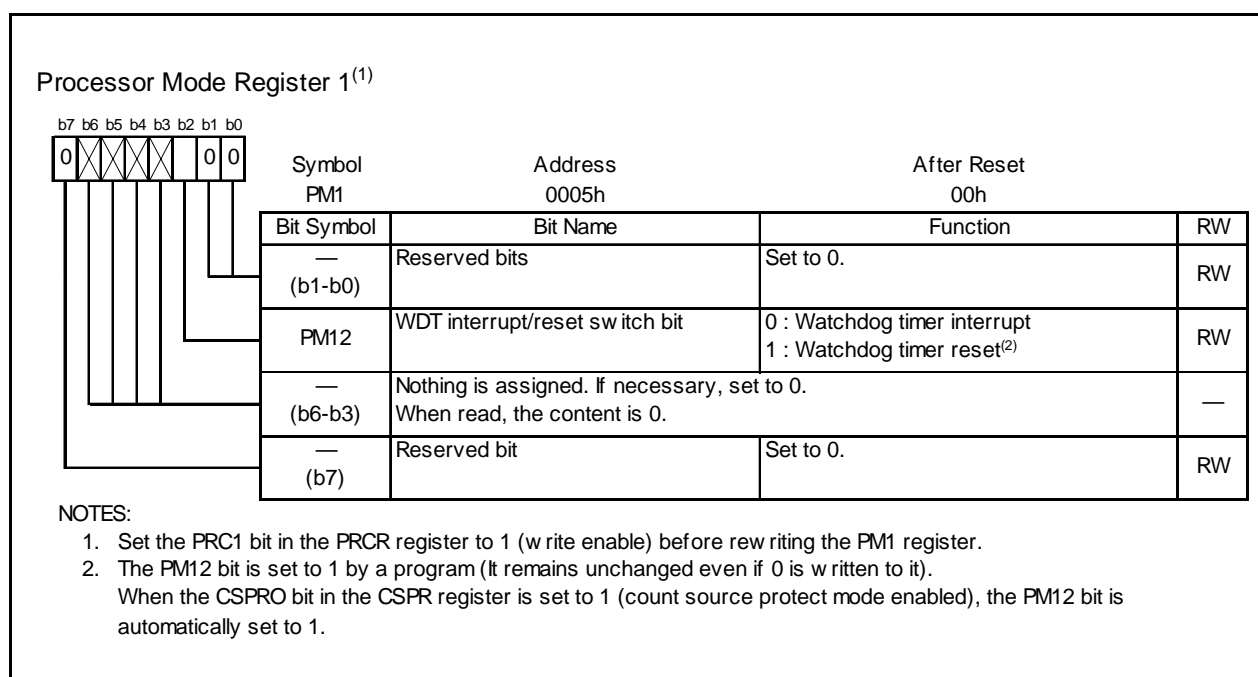 Processor Mode Register 1(1)
b7 b6 b5 b4 b3 b2 b1 b0
0 0 0
Symbol Address After Reset
PM1 0005h 00h
Bit Symbol Bit Name Function RW
— (b1-b0) Reserved bits Set to 0. RW
PM12 WDT interrupt/reset switch bit 0 : Watchdog timer interrupt
1 : Watchdog timer reset(2) RW
— (b6-b3) Nothing is assigned. If necessary, set to 0.
When read, the content is 0. —
— (b7) Reserved bit Set to 0. RW
NOTES:
1. Set the PRC1 bit in the PRCR register to 1 (write enable) before rewriting the PM1 register.
2. The PM12 bit is set to 1 by a program (It remains unchanged even if 0 is written to it).
When the CSPRO bit in the CSPR register is set to 1 (count source protect mode enabled), the PM12 bit is
automatically set to 1.